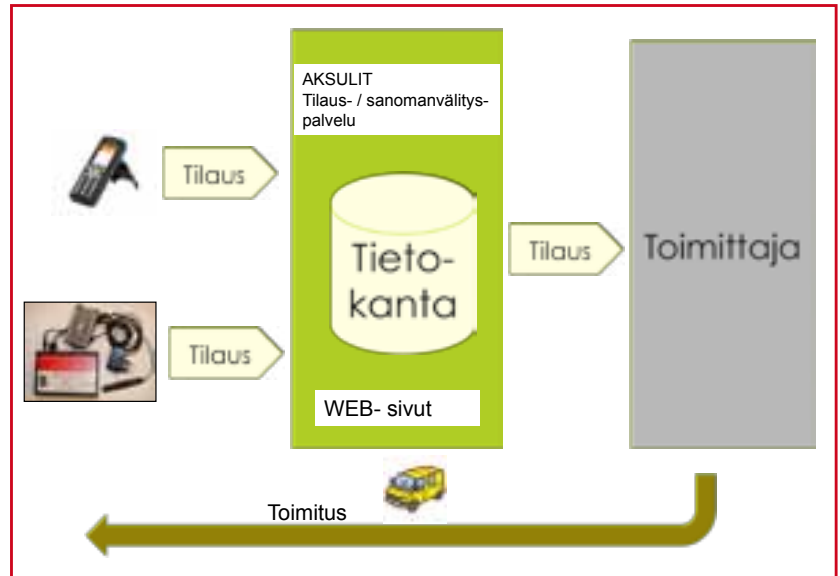 AKSULIT
Tilaus- / sanomanvälitys-
palvelu
Tilaus
Tieto-
kanta
Tilaus
Toimittaja
Tilaus
WEB- sivut
Toimitus